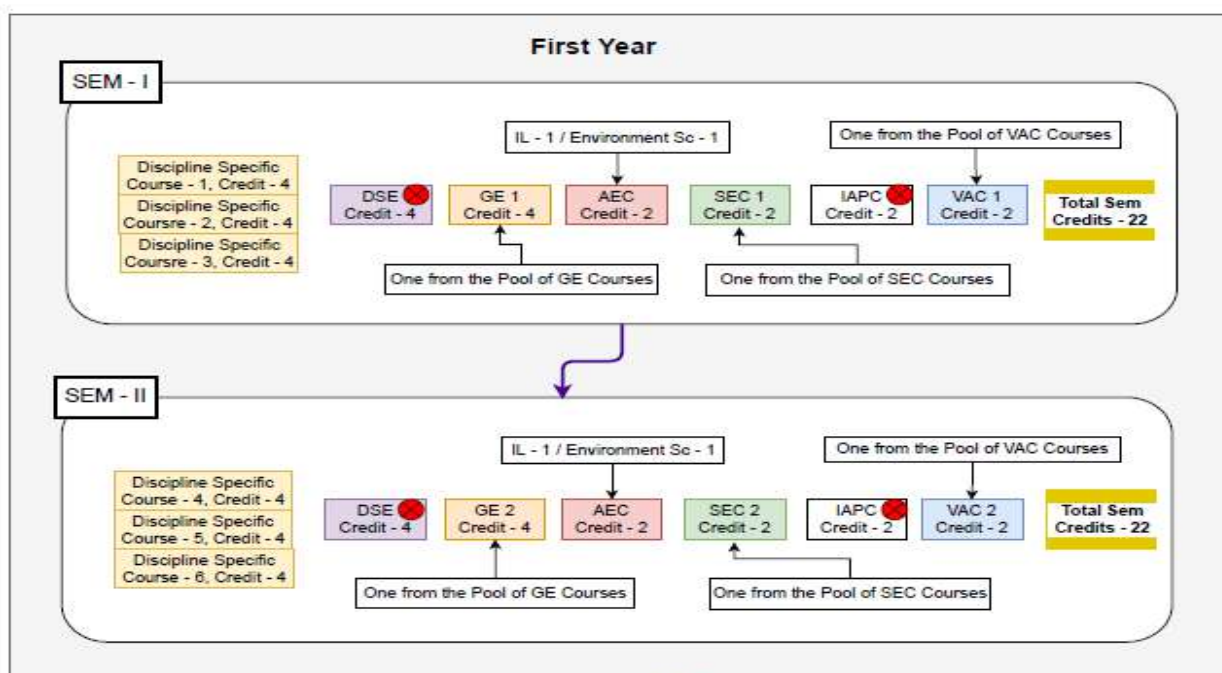 First Year
SEM - I
IL - 1 / Environment Sc - 1
One from the Pool of VAC Courses
Discipline Specific
Course - 1, Credit - 4
Discipline Specific
Coursre - 2, Credit - 4
Discipline Specific
Coursre - 3, Credit - 4
DSE
Credit - 4
GE 1
Credit - 4
AEC
Credit - 2
SEC 1
Credit - 2
IAPC
Credit - 2
VAC 1
Credit - 2
Total Sem
Credits - 22
One from the Pool of GE Courses
One from the Pool of SEC Courses
SEM - II
IL - 1 / Environment Sc - 1
One from the Pool of VAC Courses
Discipline Specific
Course - 4, Credit - 4
Discipline Specific
Course - 5, Credit - 4
Discipline Specific
Course - 6, Credit - 4
DSE
Credit - 4
GE 2
Credit - 4
AEC
Credit - 2
SEC 2
Credit - 2
IAPC
Credit - 2
VAC 2
Credit - 2
Total Sem
Credits - 22
One from the Pool of GE Courses
One from the Pool of SEC Courses